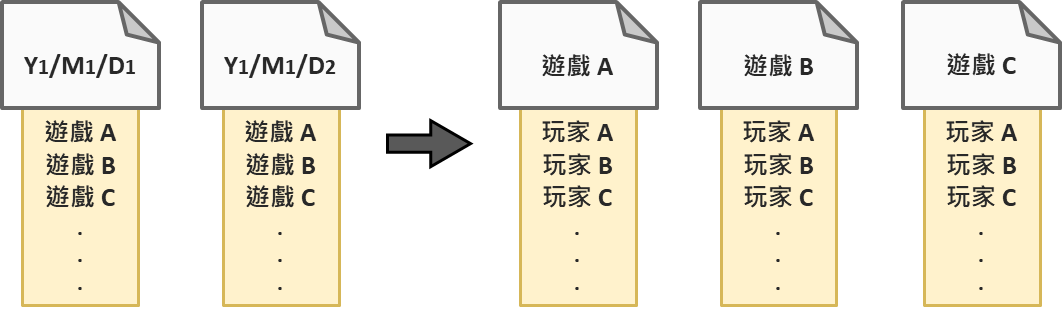 Y1/M1/D1
遊戲 A
遊戲 B
遊戲 C
.
.
.
Y1/M1/D2
遊戲 A
遊戲 B
遊戲 C
.
.
.
遊戲 A
玩家 A
玩家 B
玩家 C
.
.
.
遊戲 B
玩家 A
玩家 B
玩家 C
.
.
.
遊戲 C
玩家 A
玩家 B
玩家 C
.
.
.